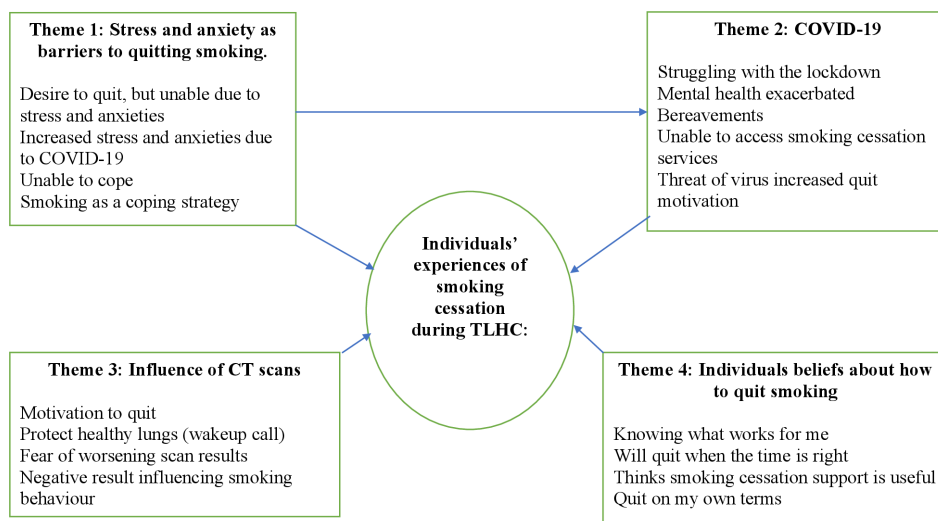 Theme 1: Stress and anxiety as
barriers to quitting smoking.
Desire to quit, but unable due to
stress and anxieties
Increased stress and anxieties due
to COVID-19
Unable to cope
Smoking as a coping strategy
Theme 2: COVID-19
Struggling with the lockdown
Mental health exacerbated
Bereavements
Unable to access smoking cessation
services
Threat of virus increased quit
motivation
Individuals’
experiences of
smoking
cessation
during TLHC:
Theme 3: Influence of CT scans
Motivation to quit
Protect healthy lungs (wakeup call)
Fear of worsening scan results
Negative result influencing smoking
behaviour
Theme 4: Individuals beliefs about how
to quit smoking
Knowing what works for me
Will quit when the time is right
Thinks smoking cessation support is useful
Quit on my own terms